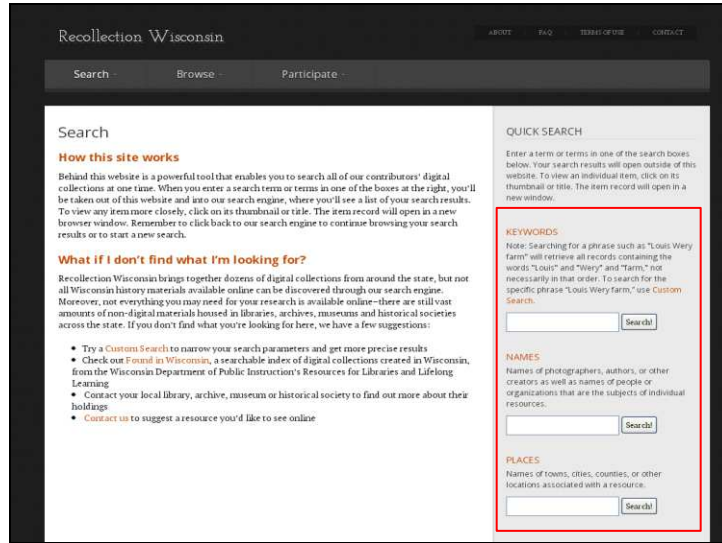 Recollection Wisconsin
ABOUT FAQ TERMS OF USE CONTACT
Search Browse Participate
Search
How this site works
Behind this website is a powerful tool that enables you to search all of our contributors' digital
collections at one time. When you enter a search term or terms in one of the boxes at the right, you'll
be taken out of this website and into our search engine, where you'll see a list of your search results.
To view any item more closely, click on its thumbnail or title. The item record will open in a new
browser window. Remember to click back to our search engine to continue browsing your search
results or to start a new search.
What if I don't find what I'm looking for?
Recollection Wisconsin brings together dozens of digital collections from around the state, but not
all Wisconsin history materials available online can be discovered through our search engine.
Moreover, not everything you may need for your research is available online–there are still vast
amounts of non-digital materials housed in libraries, archives, museums and historical societies
across the state. If you don't find what you're looking for here, we have a few suggestions:
• Try a Custom Search to narrow your search parameters and get more precise results
• Check out Found in Wisconsin, a searchable index of digital collections created in Wisconsin,
from the Wisconsin Department of Public Instruction's Resources for Libraries and Lifelong
Learning
• Contact your local library, archive, museum or historical society to find out more about their
holdings
• Contact us to suggest a resource you'd like to see online
QUICK SEARCH
Enter a term or terms in one of the search boxes
below. Your search results will open outside of this
website. To view an individual item, click on its
thumbnail or title. The item record will open in a
new window.
KEYWORDS
Note: Searching for a phrase such as "Louis Wery
farm" will retrieve all records containing the
words "Louis" and "Wery" and "farm," not
necessarily in that order. To search for the
specific phrase "Louis Wery farm," use Custom
Search.
Search!
NAMES
Names of photographers, authors, or other
creators as well as names of people or
organizations that are the subjects of individual
resources.
Search!
PLACES
Names of towns, cities, counties, or other
locations associated with a resource.
Search!